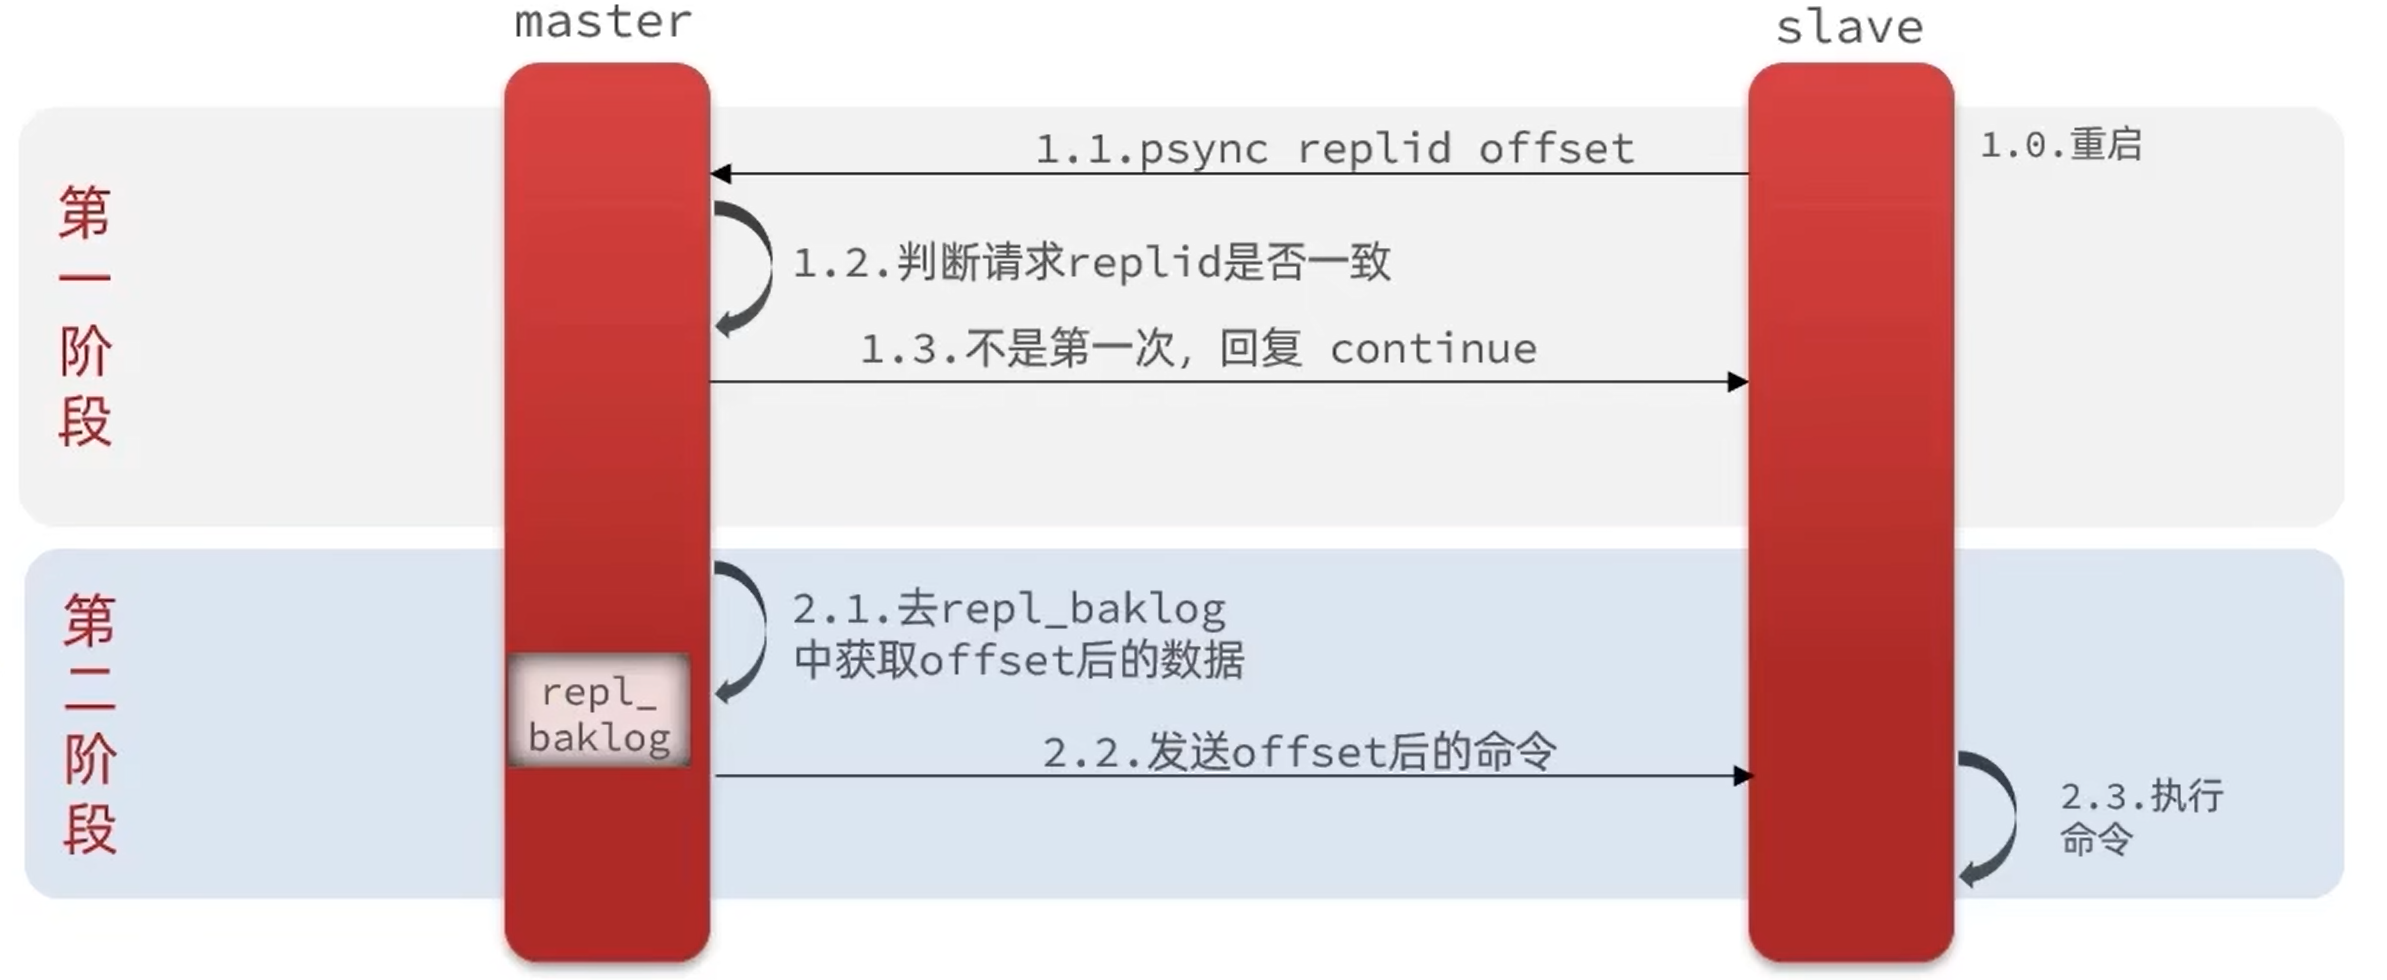 master
slave
第一阶段
1.0.重启
1.1.psync replid offset
1.2.判断请求replid是否一致
1.3.不是第一次，回复 continue
第二阶段
2.1.去repl_baklog
中获取offset后的数据
repl_
baklog
2.2.发送offset后的命令
2.3.执行
命令